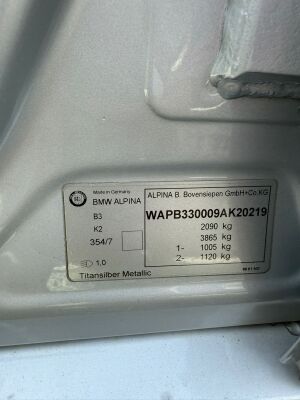 Made in Germany
BMW ALPINA
B3
K2
354/7
1,0
Titansilber Metallic
ALPINA B. Bovensiepen GmbH+Co.KG
WAPB330009AK20219
2090 kg
3865 kg
1- 1005 kg
2- 1120 kg